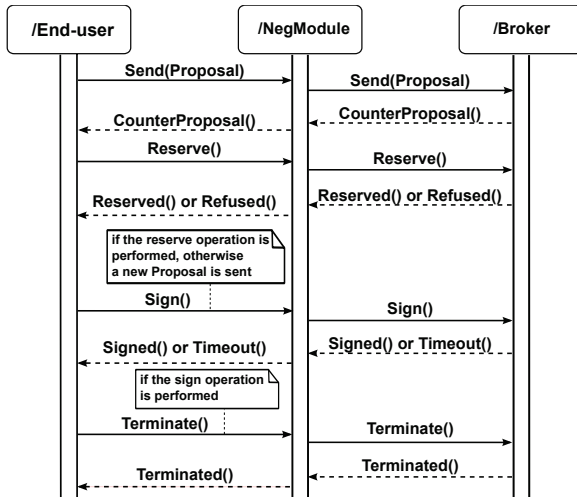 /End-user
/NegModule
/Broker
Send(Proposal)
Send(Proposal)
CounterProposal()
CounterProposal()
Reserve()
Reserve()
Reserved() or Refused()
Reserved() or Refused()
if the reserve operation is
performed, otherwise
a new Proposal is sent
Sign()
Sign()
Signed() or Timeout()
Signed() or Timeout()
if the sign operation
is performed
Terminate()
Terminate()
Terminated()
Terminated()